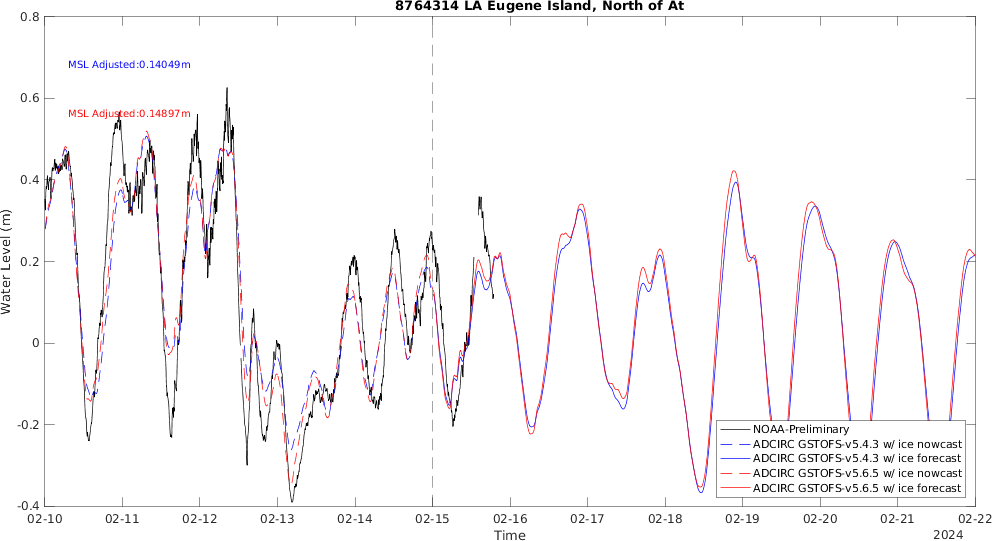 8764314 LA Eugene Island, North of At
0.8
MSL Adjusted:0.14049m
0.6
MSL Adjusted:0.14897m
0.4
0.2
0
-0.2
-0.4
Water Level (m)
NOAA-Preliminary
ADCIRC GSTOFS-v5.4.3 w/ ice nowcast
ADCIRC GSTOFS-v5.4.3 w/ ice forecast
ADCIRC GSTOFS-v5.6.5 w/ ice nowcast
ADCIRC GSTOFS-v5.6.5 w/ ice forecast
02-10 02-11 02-12 02-13 02-14 02-15 02-16 02-17 02-18 02-19 02-20 02-21 02-22
Time
2024